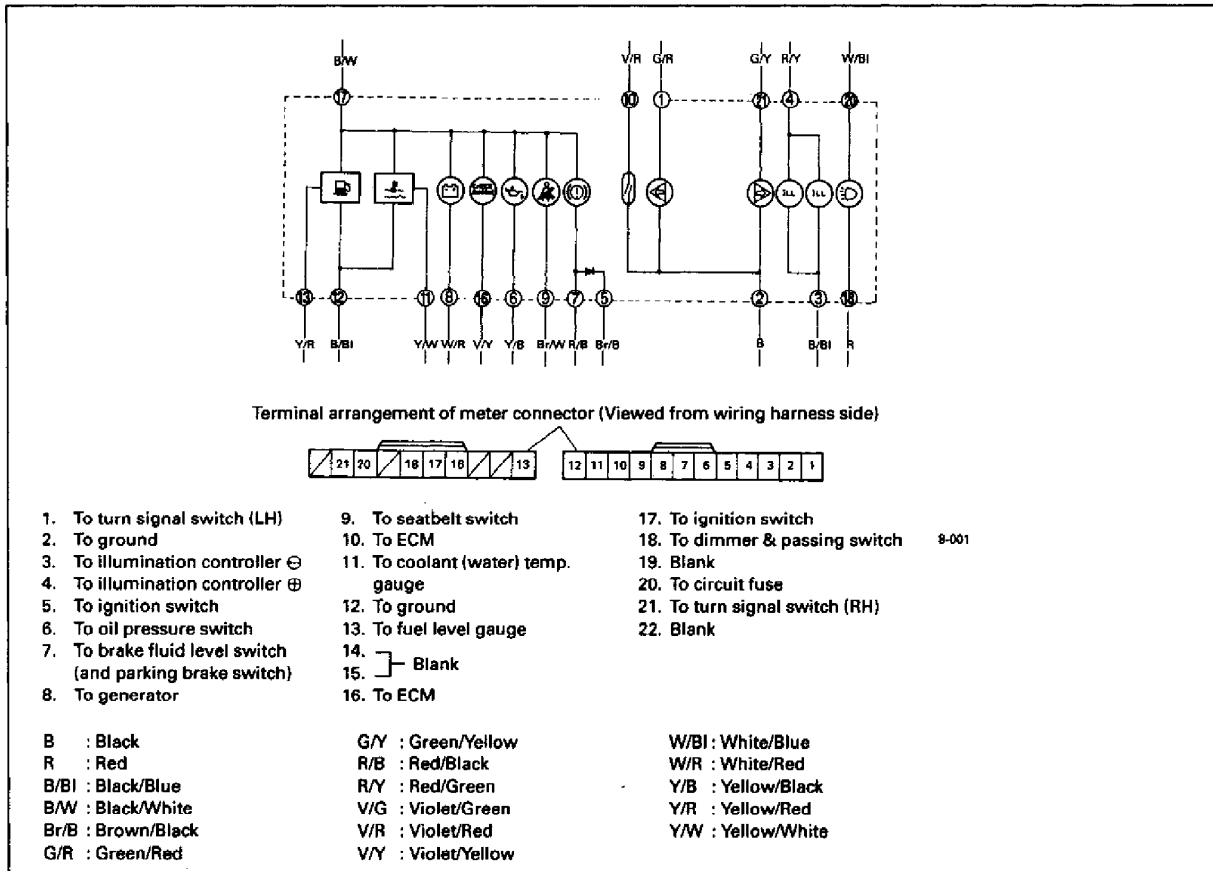 B/W V/R G/R G/Y R/Y W/Bl
17 10 1 21 4 20
ILL ILL
13 12 11 8 16 6 9 7 5 2 3 18
Y/R B/Bl Y/W W/R V/Y Y/B Br/W R/B Br/B B B/Bl R
Terminal arrangement of meter connector (Viewed from wiring harness side)
21 20 18 17 16 13 12 11 10 9 8 7 6 5 4 3 2 1
1. To turn signal switch (LH)
2. To ground
3. To illumination controller ⊖
4. To illumination controller ⊕
5. To ignition switch
6. To oil pressure switch
7. To brake fluid level switch
(and parking brake switch)
8. To generator
9. To seatbelt switch
10. To ECM
11. To coolant (water) temp.
gauge
12. To ground
13. To fuel level gauge
14.
15. Blank
16. To ECM
17. To ignition switch
18. To dimmer & passing switch
19. Blank
20. To circuit fuse
21. To turn signal switch (RH)
22. Blank
8-001
B : Black
R : Red
B/Bl : Black/Blue
B/W : Black/White
Br/B : Brown/Black
G/R : Green/Red
G/Y : Green/Yellow
R/B : Red/Black
R/Y : Red/Green
V/G : Violet/Green
V/R : Violet/Red
V/Y : Violet/Yellow
W/Bl : White/Blue
W/R : White/Red
Y/B : Yellow/Black
Y/R : Yellow/Red
Y/W : Yellow/White